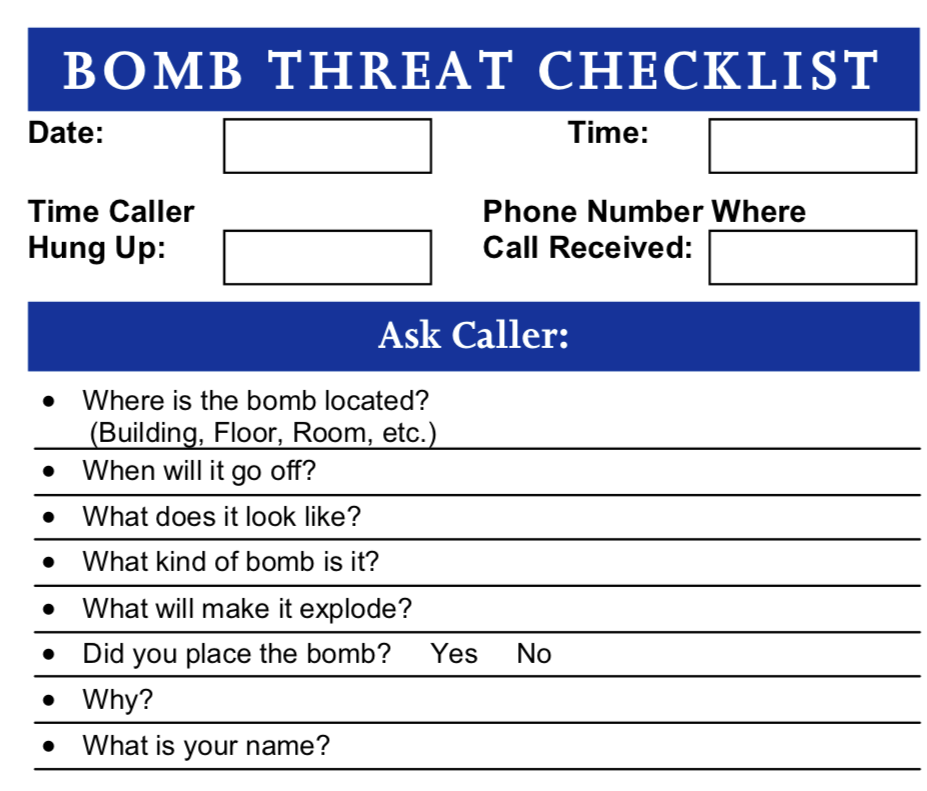 BOMB THREAT CHECKLIST
Date: Time:
Time Caller Phone Number Where
Hung Up: Call Received:
Ask Caller:
• Where is the bomb located?
(Building, Floor, Room, etc.)
• When will it go off?
• What does it look like?
• What kind of bomb is it?
• What will make it explode?
• Did you place the bomb? Yes No
• Why?
• What is your name?